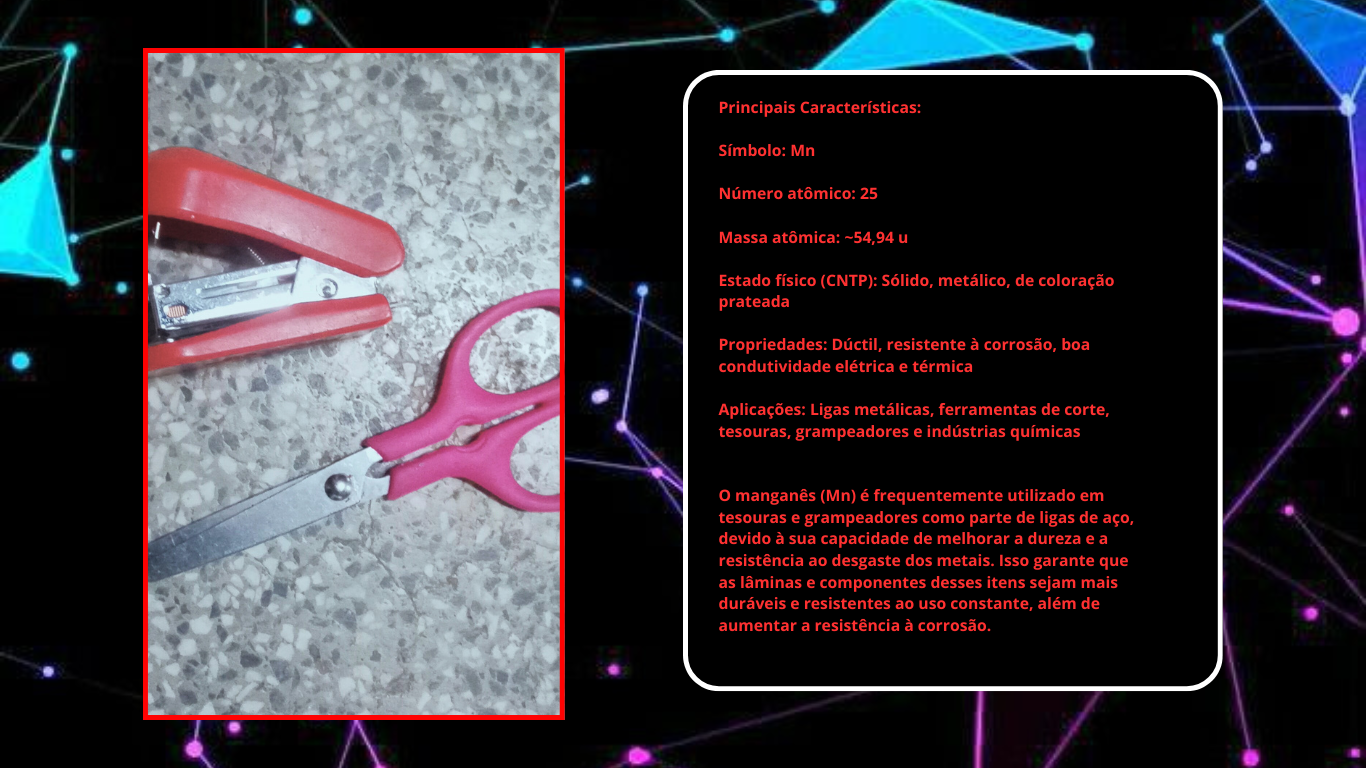 Principais Características:
Símbolo: Mn
Número atômico: 25
Massa atômica: ~54,94 u
Estado físico (CNTP): Sólido, metálico, de coloração
prateada
Propriedades: Dúctil, resistente à corrosão, boa
condutividade elétrica e térmica
Aplicações: Ligas metálicas, ferramentas de corte,
tesouras, grampeadores e indústrias químicas
O manganês (Mn) é frequentemente utilizado em
tesouras e grampeadores como parte de ligas de aço,
devido à sua capacidade de melhorar a dureza e a
resistência ao desgaste dos metais. Isso garante que
as lâminas e componentes desses itens sejam mais
duráveis e resistentes ao uso constante, além de
aumentar a resistência à corrosão.